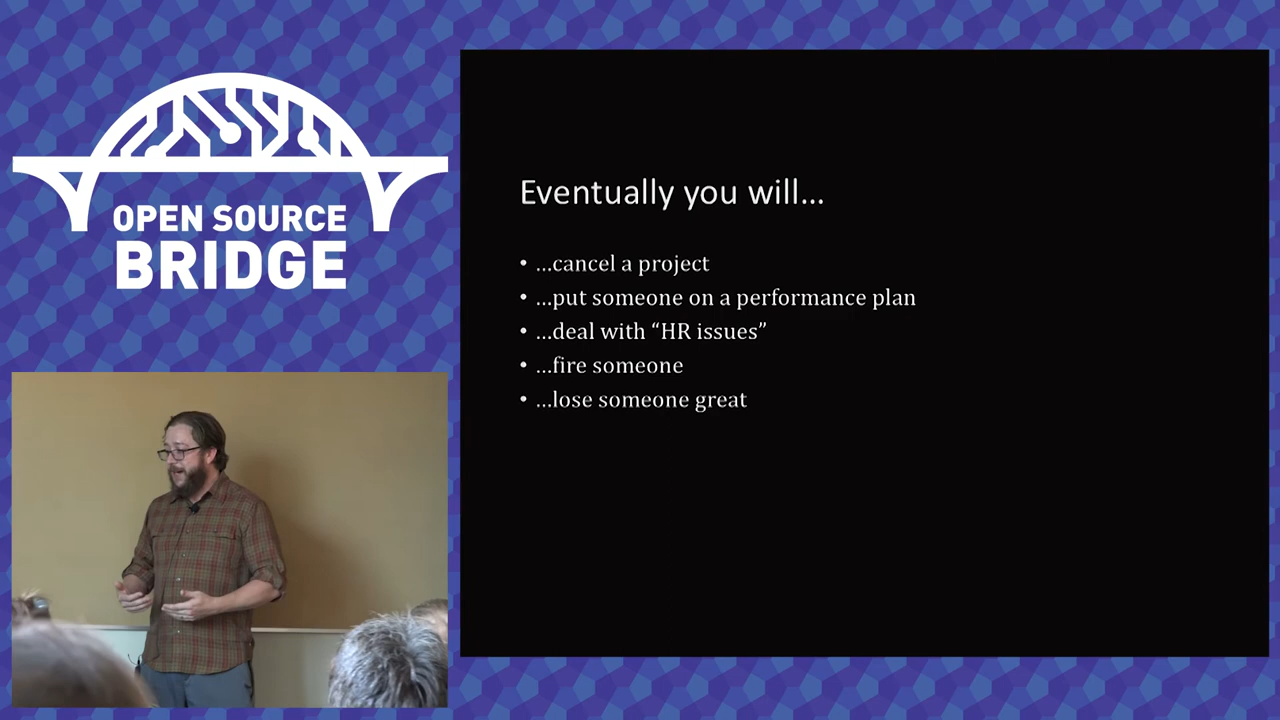 OPEN SOURCE
BRIDGE
Eventually you will...
• ...cancel a project
• ...put someone on a performance plan
• ...deal with “HR issues”
• ...fire someone
• ...lose someone great